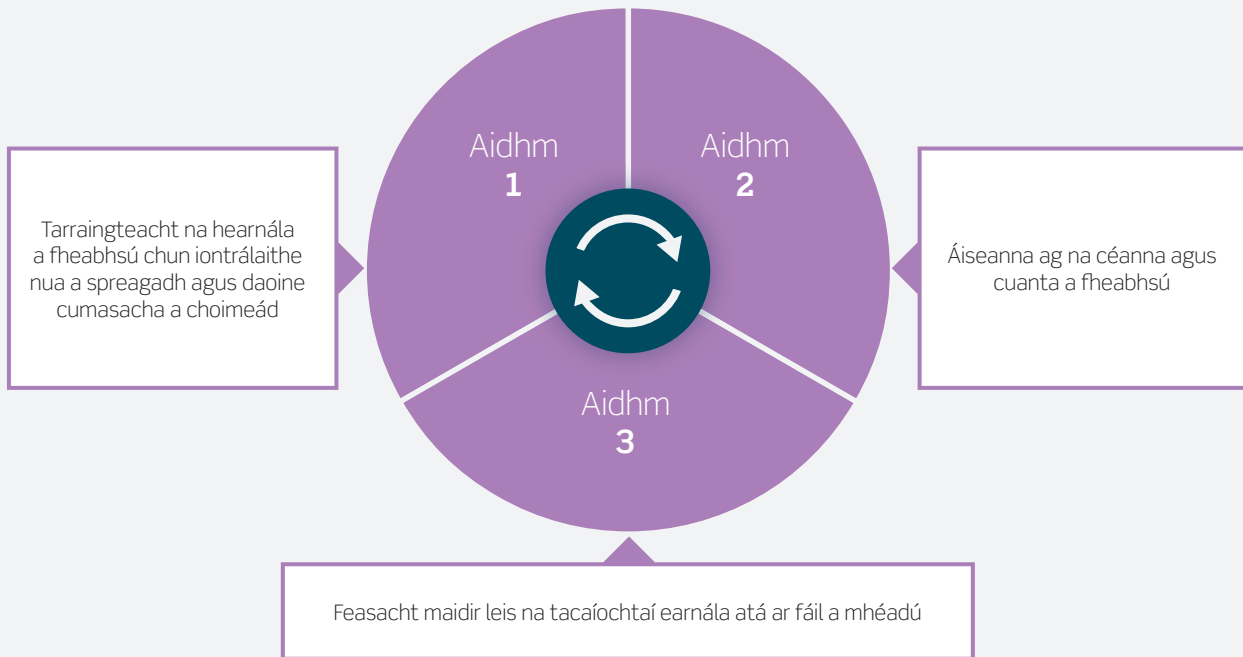 Aidhm
1
Aidhm
2
Tarraingteacht na hearnála
a fheabhsú chun iontrálaithe
nua a spreagadh agus daoine
cumasacha a choimeád
Áiseanna ag na céanna agus
cuanta a fheabhsú
Aidhm
3
Feasacht maidir leis na tacaíochtaí earnála atá ar fáil a mhéadú